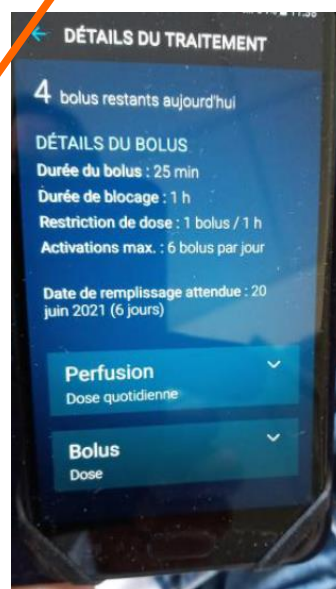 11:58
DÉTAILS DU TRAITEMENT
4 bolus restants aujourd'hui
DÉTAILS DU BOLUS
Durée du bolus : 25 min
Durée de blocage : 1 h
Restriction de dose : 1 bolus / 1 h
Activations max. : 6 bolus par jour
Date de remplissage attendue : 20
juin 2021 (6 jours)
Perfusion
Dose quotidienne
Bolus
Dose